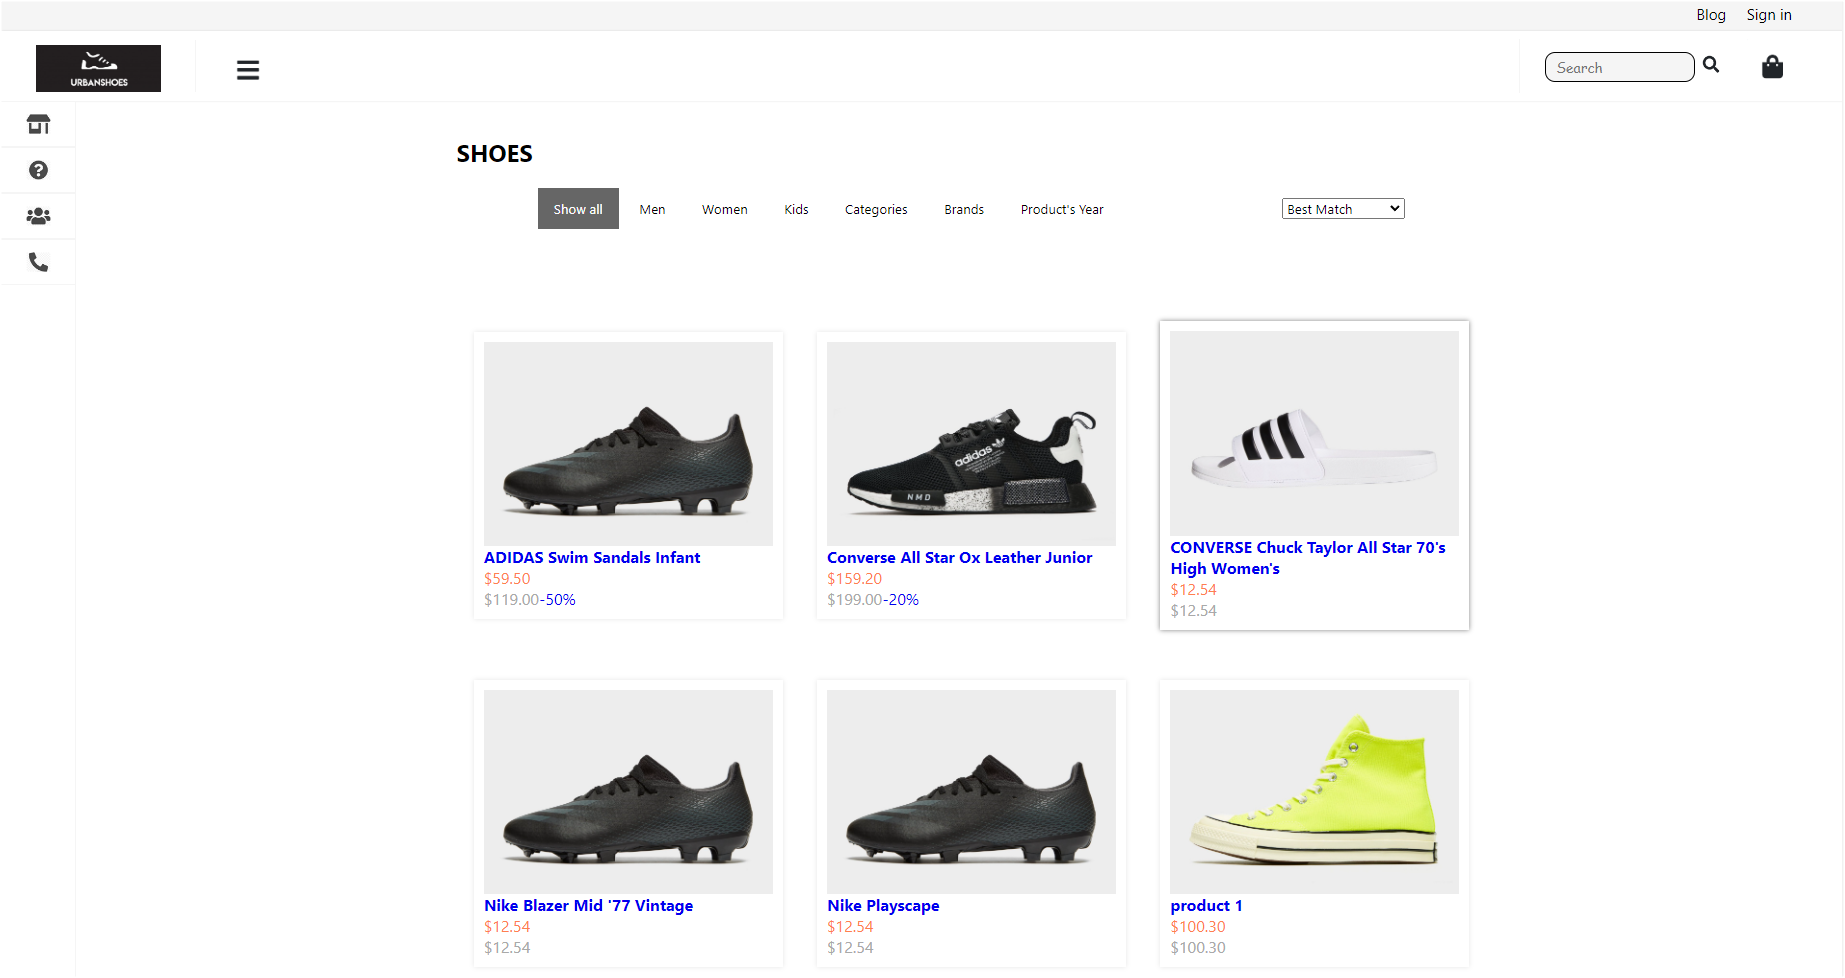 Blog Sign in
URBANSHOES
Search
SHOES
Show all Men Women Kids Categories Brands Product's Year Best Match
adidas
NMD
ADIDAS Swim Sandals Infant
$59.50
$119.00-50%
Converse All Star Ox Leather Junior
$159.20
$199.00-20%
CONVERSE Chuck Taylor All Star 70's
High Women's
$12.54
$12.54
Nike Blazer Mid '77 Vintage
$12.54
$12.54
Nike Playscape
$12.54
$12.54
product 1
$100.30
$100.30